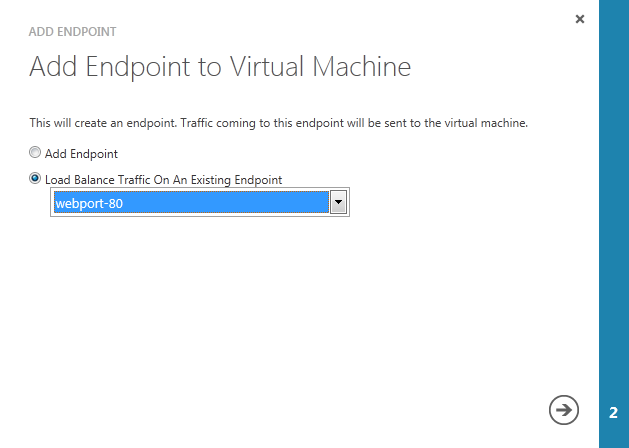 ADD ENDPOINT
Add Endpoint to Virtual Machine
This will create an endpoint. Traffic coming to this endpoint will be sent to the virtual machine.
Add Endpoint
Load Balance Traffic On An Existing Endpoint
webport-80
2